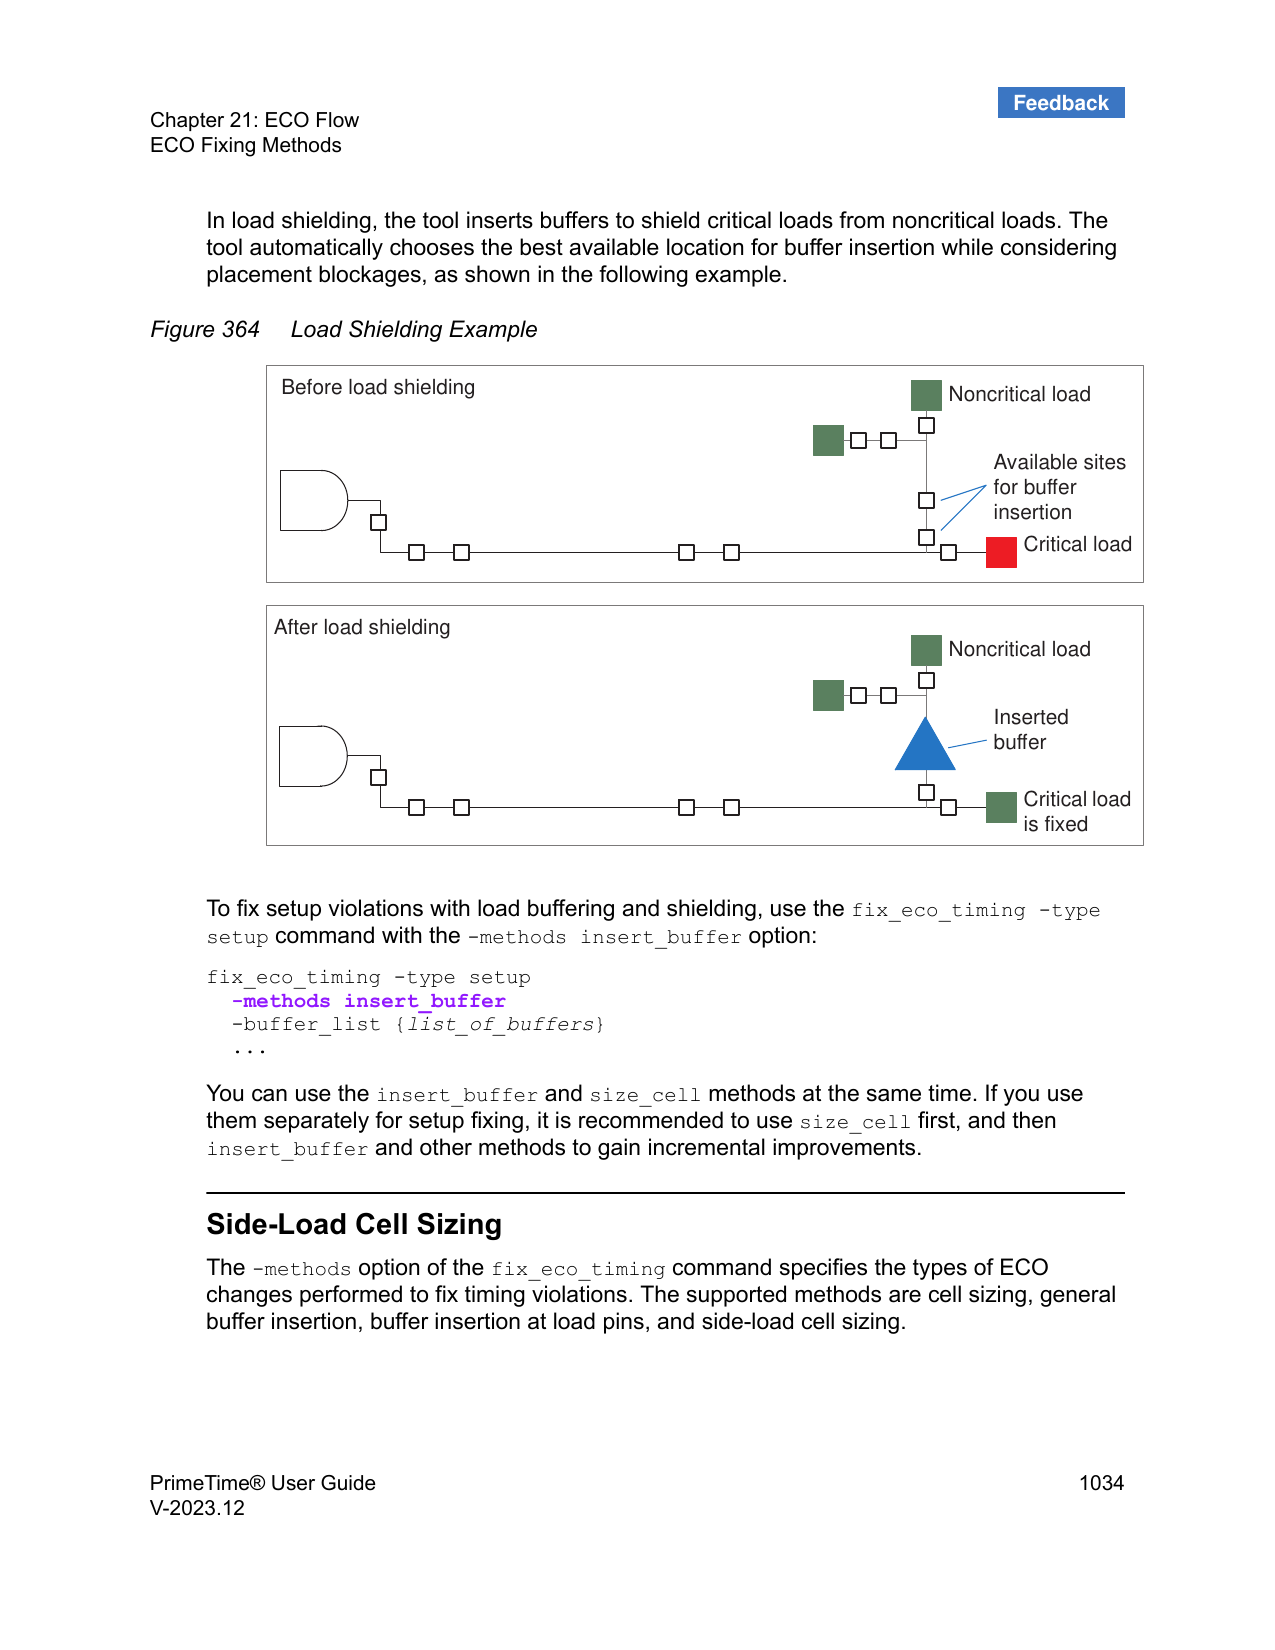 Feedback
Chapter 21: ECO Flow
ECO Fixing Methods
In load shielding, the tool inserts buffers to shield critical loads from noncritical loads. The
tool automatically chooses the best available location for buffer insertion while considering
placement blockages, as shown in the following example.
Figure 364 Load Shielding Example
Before load shielding
Noncritical load
Available sites
for buffer
insertion
Critical load
After load shielding
Noncritical load
Inserted
buffer
Critical load
is fixed
To fix setup violations with load buffering and shielding, use the fix_eco_timing -type
setup command with the -methods insert_buffer option:
fix_eco_timing -type setup
-methods insert_buffer
-buffer_list {list_of_buffers}
...
You can use the insert_buffer and size_cell methods at the same time. If you use
them separately for setup fixing, it is recommended to use size_cell first, and then
insert_buffer and other methods to gain incremental improvements.
Side-Load Cell Sizing
The -methods option of the fix_eco_timing command specifies the types of ECO
changes performed to fix timing violations. The supported methods are cell sizing, general
buffer insertion, buffer insertion at load pins, and side-load cell sizing.
PrimeTime® User Guide
V-2023.12
1034